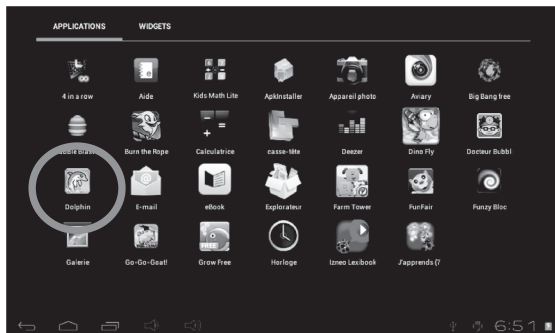 APPLICATIONS WIDGETS
4 in a row Aide Kids Math Lite ApkInstaller Appareil photo Aviary Big Bang free
Burn the Rope Calculatrice casse-tête Deezer Dino Fly Docteur Bubbl
Dolphin E-mail eBook Explorateur Farm Tower FunFair Funzy Bloc
FREE
Galerie Go-Go-Goat! Grow Free Horloge Izneo Lexibook J'apprends (7
6:51